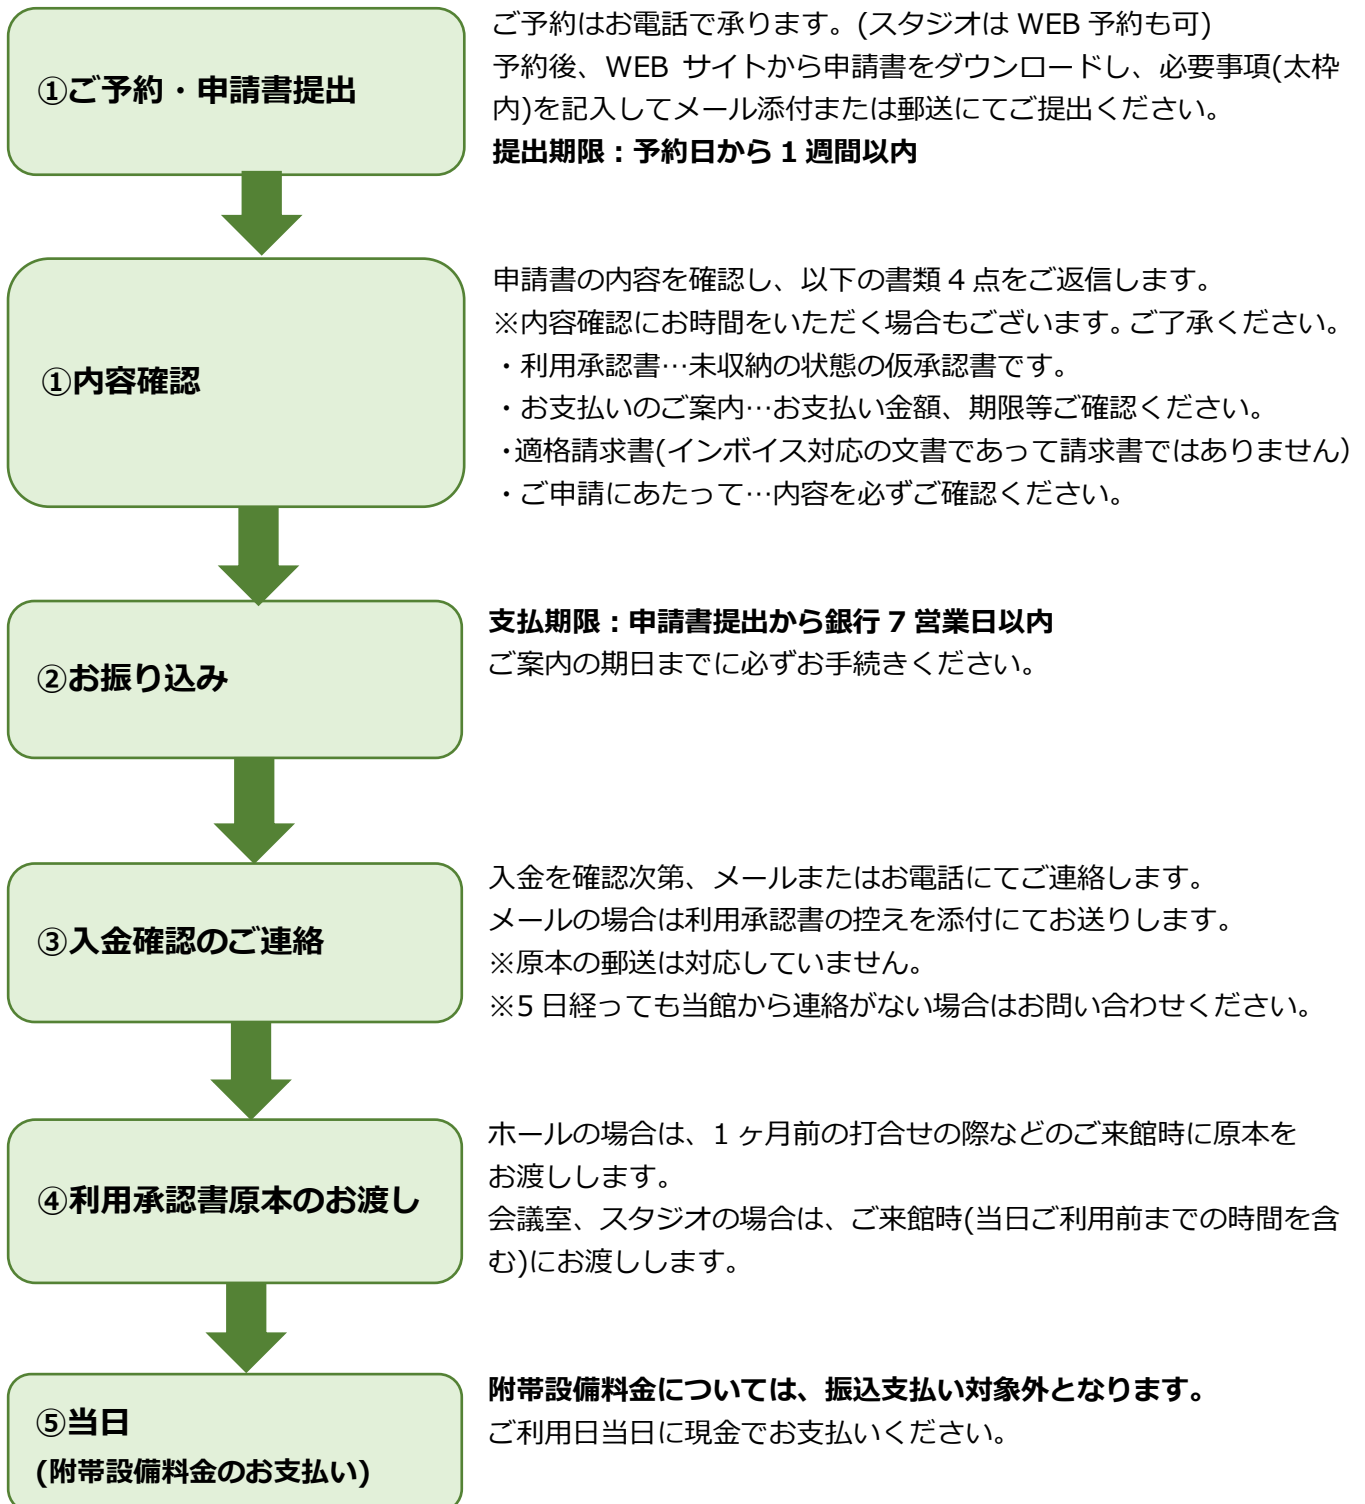 ①ご予約・申請書提出
ご予約はお電話で承ります。(スタジオは WEB 予約も可)
予約後、WEB サイトから申請書をダウンロードし、必要事項(太枠
内)を記入してメール添付または郵送にてご提出ください。
提出期限：予約日から 1 週間以内
①内容確認
申請書の内容を確認し、以下の書類 4 点をご返信します。
※内容確認にお時間をいただく場合もございます。ご了承ください。
・利用承認書…未収納の状態の仮承認書です。
・お支払いのご案内…お支払い金額、期限等ご確認ください。
・適格請求書(インボイス対応の文書であって請求書ではありません)
・ご申請にあたって…内容を必ずご確認ください。
②お振り込み
支払期限：申請書提出から銀行 7 営業日以内
ご案内の期日までに必ずお手続きください。
③入金確認のご連絡
入金を確認次第、メールまたはお電話にてご連絡します。
メールの場合は利用承認書の控えを添付にてお送りします。
※原本の郵送は対応していません。
※5 日経っても当館から連絡がない場合はお問い合わせください。
④利用承認書原本のお渡し
ホールの場合は、1 ヶ月前の打合せの際などのご来館時に原本を
お渡しします。
会議室、スタジオの場合は、ご来館時(当日ご利用前までの時間を含
む)にお渡しします。
⑤当日
(附帯設備料金のお支払い)
附帯設備料金については、振込支払い対象外となります。
ご利用日当日に現金でお支払いください。